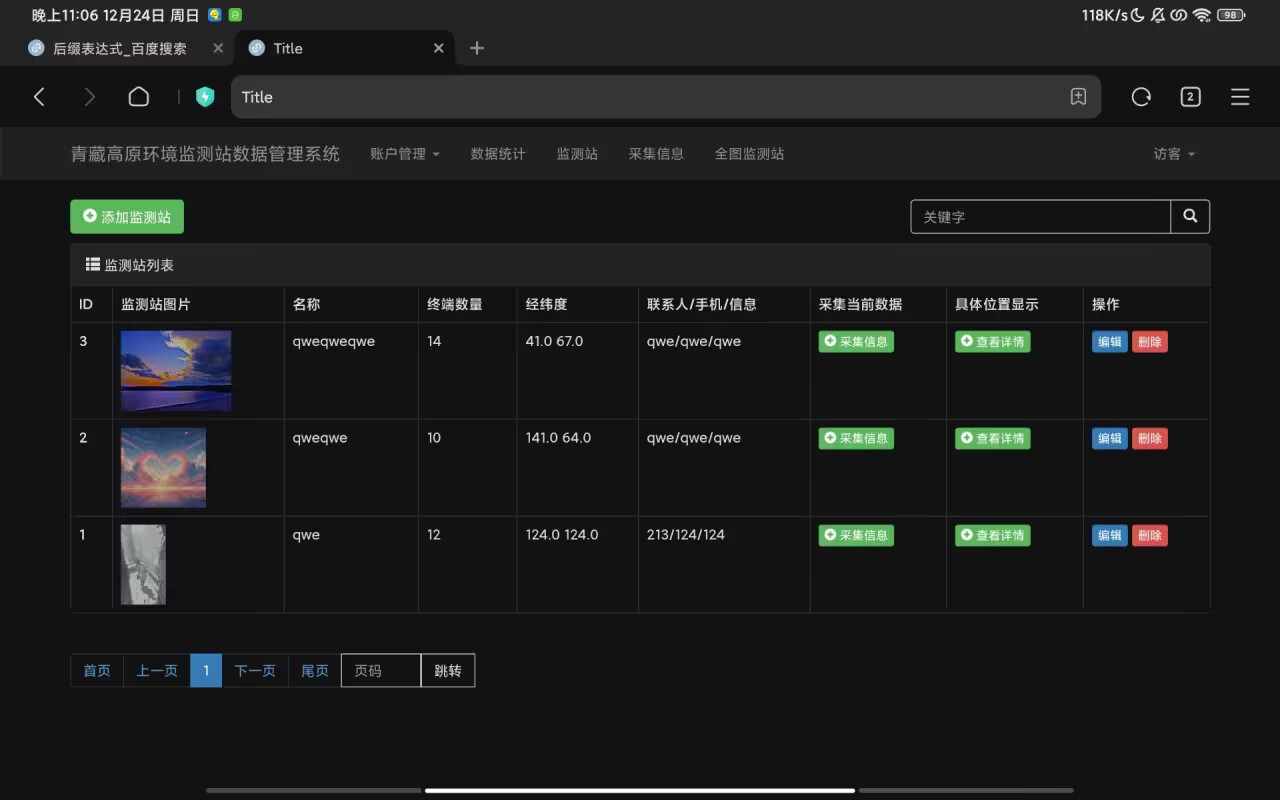 晚上11:06 12月24日 周日
118K/s
98
后缀表达式_百度搜索
Title
Title
2
青藏高原环境监测站数据管理系统 账户管理 数据统计 监测站 采集信息 全图监测站 访客
添加监测站
关键字
监测站列表
ID 监测站图片 名称 终端数量 经纬度 联系人/手机/信息 采集当前数据 具体位置显示 操作
3 qweqweqwe 14 41.0 67.0 qwe/qwe/qwe 采集信息 查看详情 编辑 删除
2 qweqwe 10 141.0 64.0 qwe/qwe/qwe 采集信息 查看详情 编辑 删除
1 qwe 12 124.0 124.0 213/124/124 采集信息 查看详情 编辑 删除
首页 上一页 1 下一页 尾页 页码 跳转